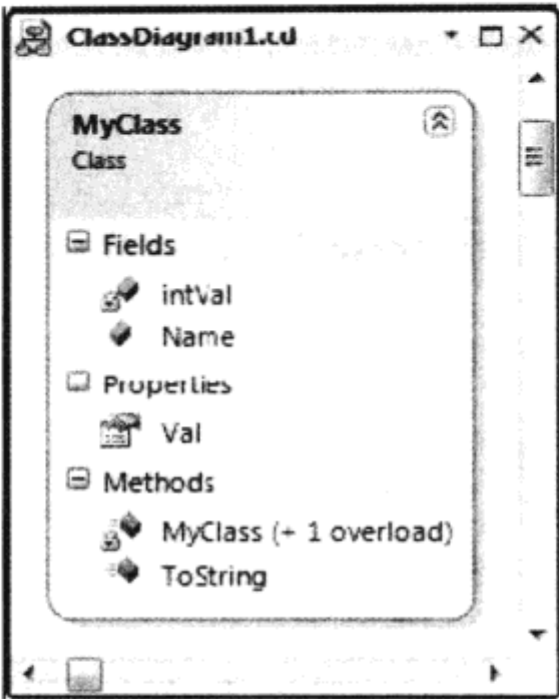 ClassDiagram1.cd
MyClass
Class
Fields
intVal
Name
Properties
Val
Methods
MyClass (+ 1 overload)
ToString